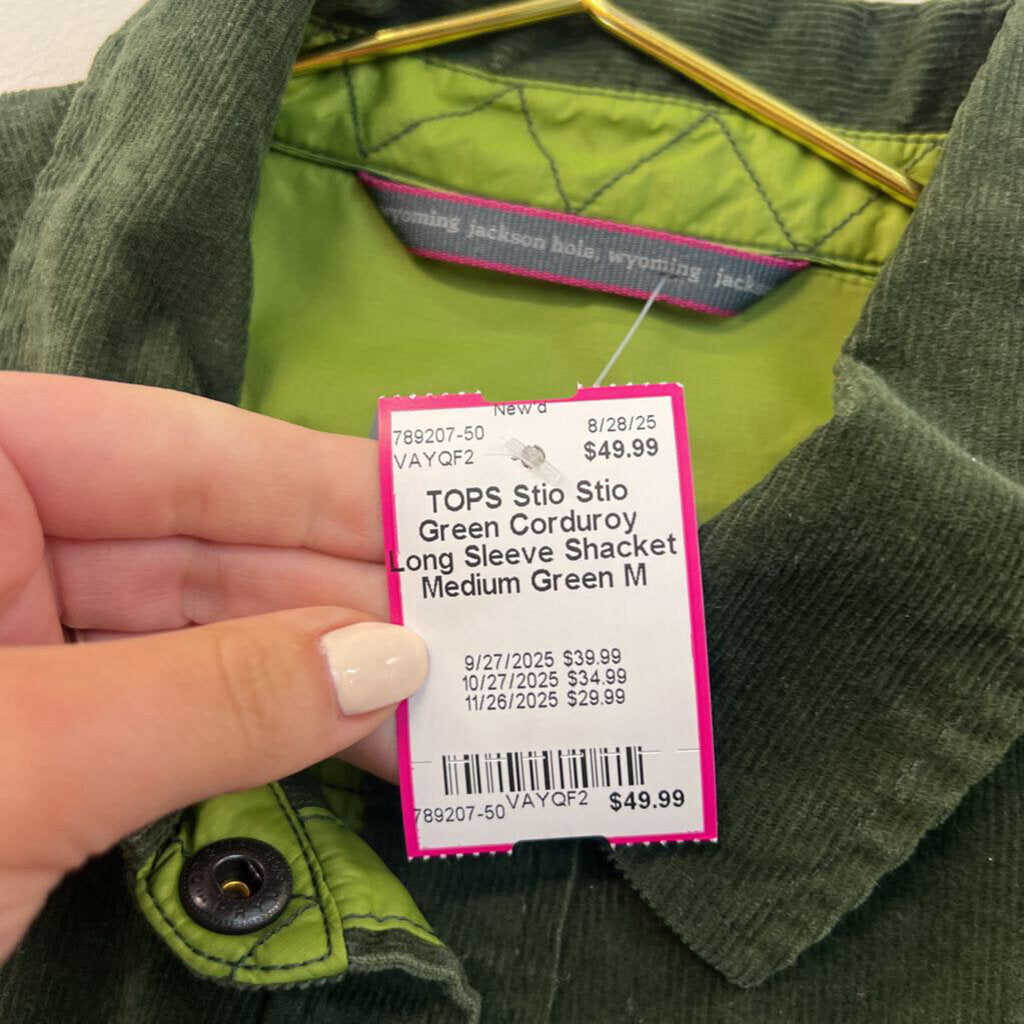 yoming jackson hole, wyoming jacks
New'd
789207-50 8/28/25
VAYQF2 $49.99
TOPS Stio Stio
Green Corduroy
Long Sleeve Shacket
Medium Green M
9/27/2025 $39.99
10/27/2025 $34.99
11/26/2025 $29.99
789207-50 VAYQF2 $49.99